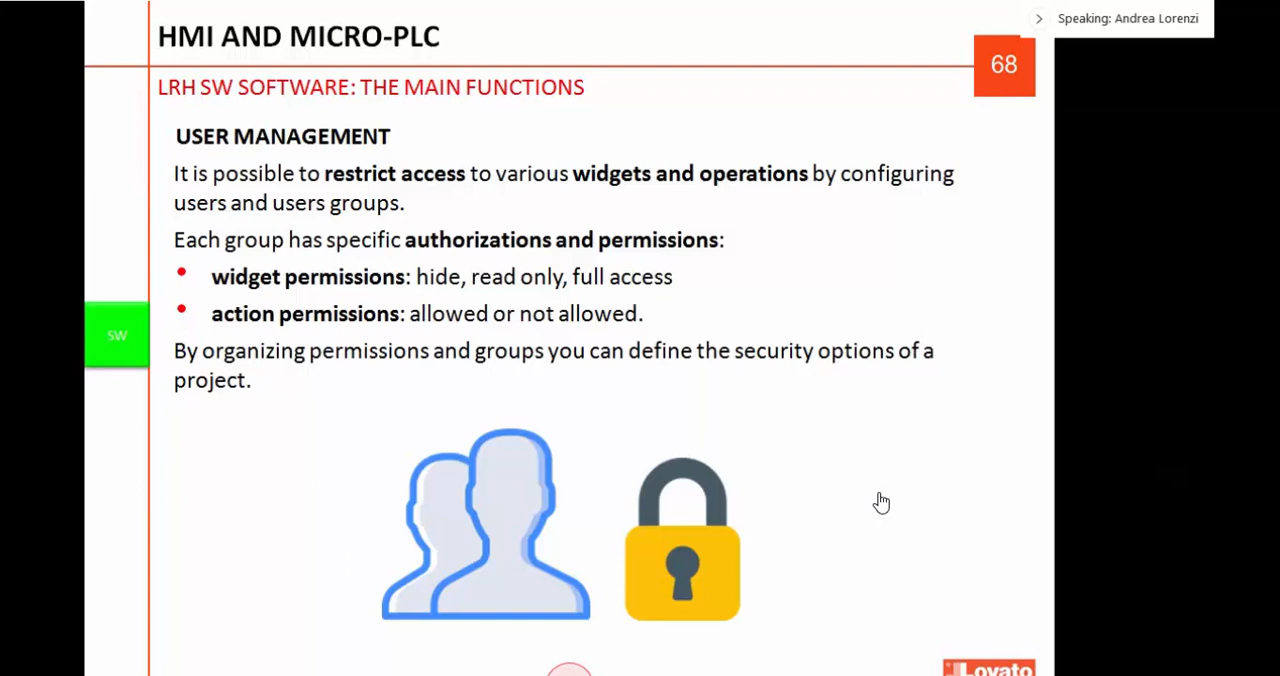 Speaking: Andrea Lorenzi
HMI AND MICRO-PLC
68
LRH SW SOFTWARE: THE MAIN FUNCTIONS
USER MANAGEMENT
It is possible to restrict access to various widgets and operations by configuring
users and users groups.
Each group has specific authorizations and permissions:
• widget permissions: hide, read only, full access
• action permissions: allowed or not allowed.
SW
By organizing permissions and groups you can define the security options of a
project.
Lovato